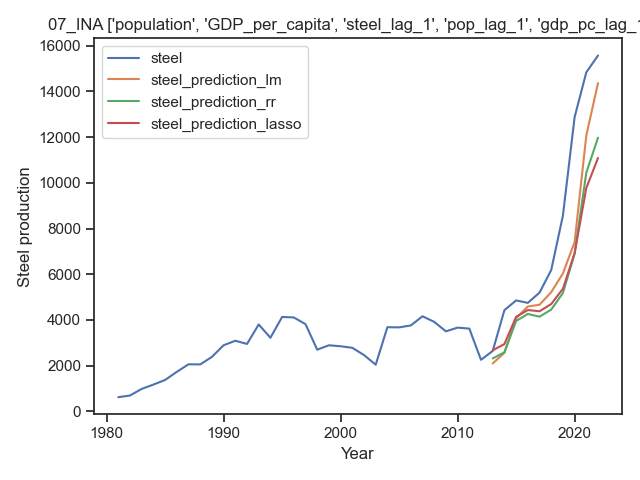 07_INA ['population', 'GDP_per_capita', 'steel_lag_1', 'pop_lag_1', 'gdp_pc_lag_1
16000
14000
12000
10000
8000
6000
4000
2000
0
Steel production
steel
steel_prediction_lm
steel_prediction_rr
steel_prediction_lasso
1980
1990
2000
2010
2020
Year